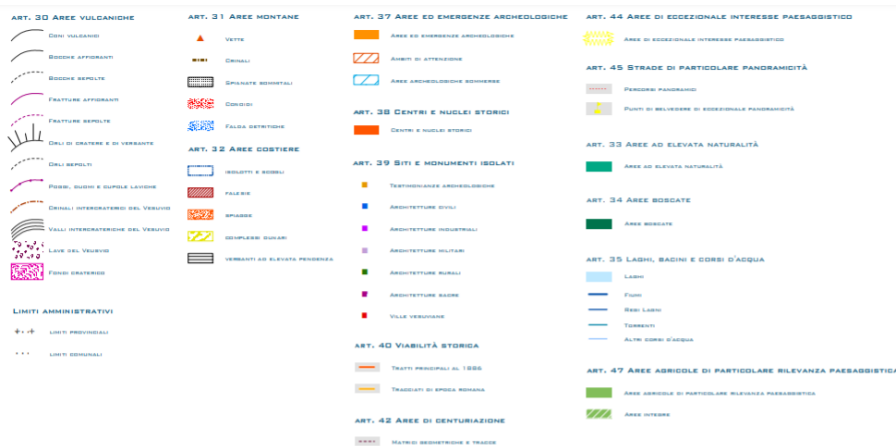 ART. 30 AREE VULCANICHE
CONI VULCANICI
BOCCHE AFFIORANTI
BOCCHE SEPOLTE
FRATTURE AFFIORANTI
FRATTURE SEPOLTE
ORLI DI CRATERE E DI VERSANTE
ORLI SEPOLTI
POGGI, DUOMI E CUPOLE LAVICHE
CRINALI INTERCRATERICI DEL VESUVIO
VALLI INTERCRATERICHE DEL VESUVIO
LAVE DEL VESUVIO
FONDI CRATERICO
LIMITI AMMINISTRATIVI
LIMITI PROVINCIALI
LIMITI COMUNALI
ART. 31 AREE MONTANE
VETTE
CRINALI
SPIANATE SOMMITALI
CONOIDI
FALDA DETRITICHE
ART. 32 AREE COSTIERE
ISOLOTTI E SCOGLI
FALESIE
SPIAGGE
COMPLESSI DUNARI
VERSANTI AD ELEVATA PENDENZA
ART. 37 AREE ED EMERGENZE ARCHEOLOGICHE
AREE ED EMERGENZE ARCHEOLOGICHE
AMBITI DI ATTENZIONE
AREE ARCHEOLOGICHE SOMMERSE
ART. 38 CENTRI E NUCLEI STORICI
CENTRI E NUCLEI STORICI
ART. 39 SITI E MONUMENTI ISOLATI
TESTIMONIANZE ARCHEOLOGICHE
ARCHITETTURE CIVILI
ARCHITETTURE INDUSTRIALI
ARCHITETTURE MILITARI
ARCHITETTURE RURALI
ARCHITETTURE SACRE
VILLE VESUVIANE
ART. 40 VIABILITÀ STORICA
TRATTI PRINCIPALI AL 1886
TRACCIATI DI EPOCA ROMANA
ART. 42 AREE DI CENTURIAZIONE
MATRICI GEOMETRICHE E TRACCE
ART. 44 AREE DI ECCEZIONALE INTERESSE PAESAGGISTICO
AREE DI ECCEZIONALE INTERESSE PAESAGGISTICO
ART. 45 STRADE DI PARTICOLARE PANORAMICITÀ
PERCORSI PANORAMICI
PUNTI DI BELVEDERE DI ECCEZIONALE PANORAMICITÀ
ART. 33 AREE AD ELEVATA NATURALITÀ
AREE AD ELEVATA NATURALITÀ
ART. 34 AREE BOSCATE
AREE BOSCATE
ART. 35 LAGHI, BACINI E CORSI D'ACQUA
LAGHI
FIUMI
REGI LAGNI
TORRENTI
ALTRI CORSI D'ACQUA
ART. 47 AREE AGRICOLE DI PARTICOLARE RILEVANZA PAESAGGISTICA
AREE AGRICOLE DI PARTICOLARE RILEVANZA PAESAGGISTICA
AREE INTEGRE